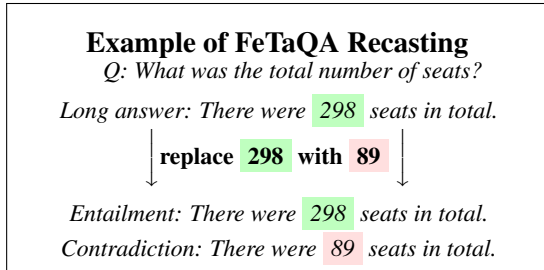 Example of FeTaQA Recasting
Q: What was the total number of seats?
Long answer: There were 298 seats in total.
replace 298 with 89
Entailment: There were 298 seats in total.
Contradiction: There were 89 seats in total.